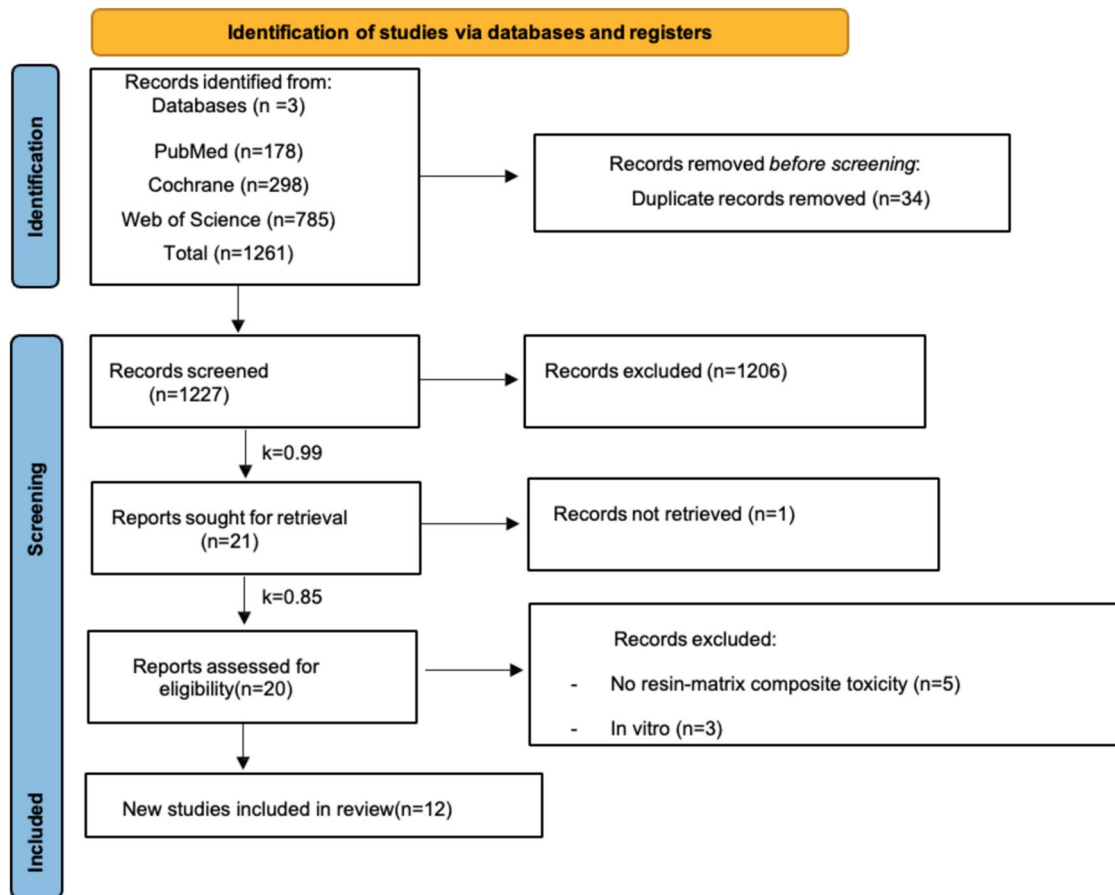 Identification of studies via databases and registers
Identification
Records identified from:
Databases (n =3)
PubMed (n=178)
Cochrane (n=298)
Web of Science (n=785)
Total (n=1261)
Records removed before screening:
Duplicate records removed (n=34)
Screening
Records screened
(n=1227)
Records excluded (n=1206)
k=0.99
Reports sought for retrieval
(n=21)
Records not retrieved (n=1)
k=0.85
Reports assessed for
eligibility(n=20)
Records excluded:
- No resin-matrix composite toxicity (n=5)
- In vitro (n=3)
Included
New studies included in review(n=12)